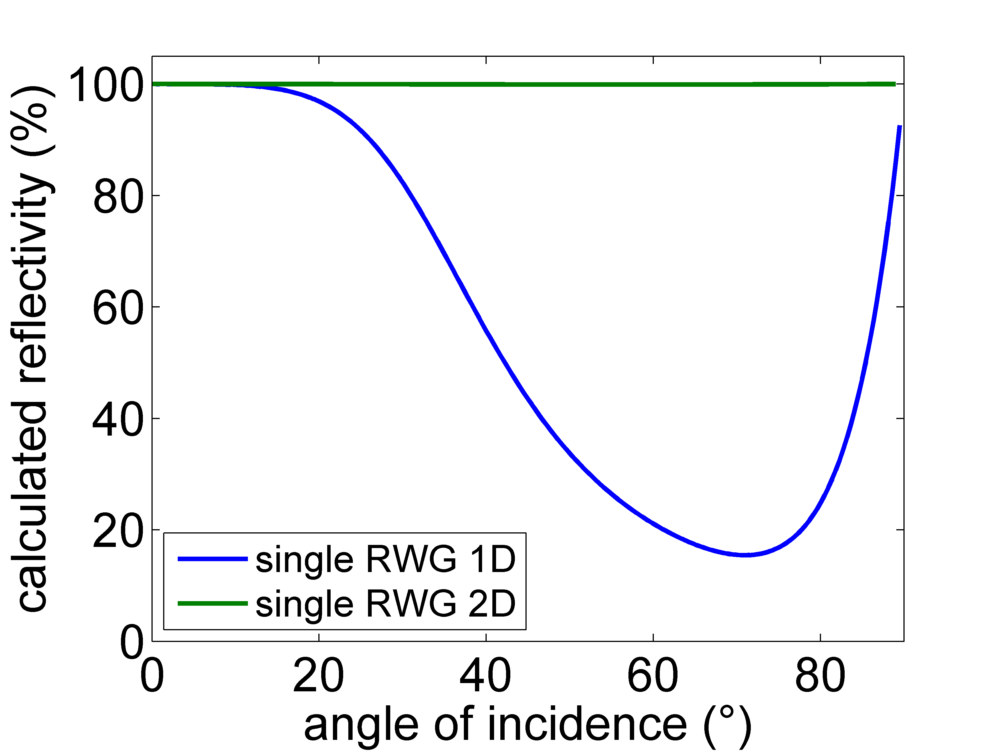 calculated reflectivity (%)
100
80
60
40
20
0
single RWG 1D
single RWG 2D
0 20 40 60 80
angle of incidence (°)